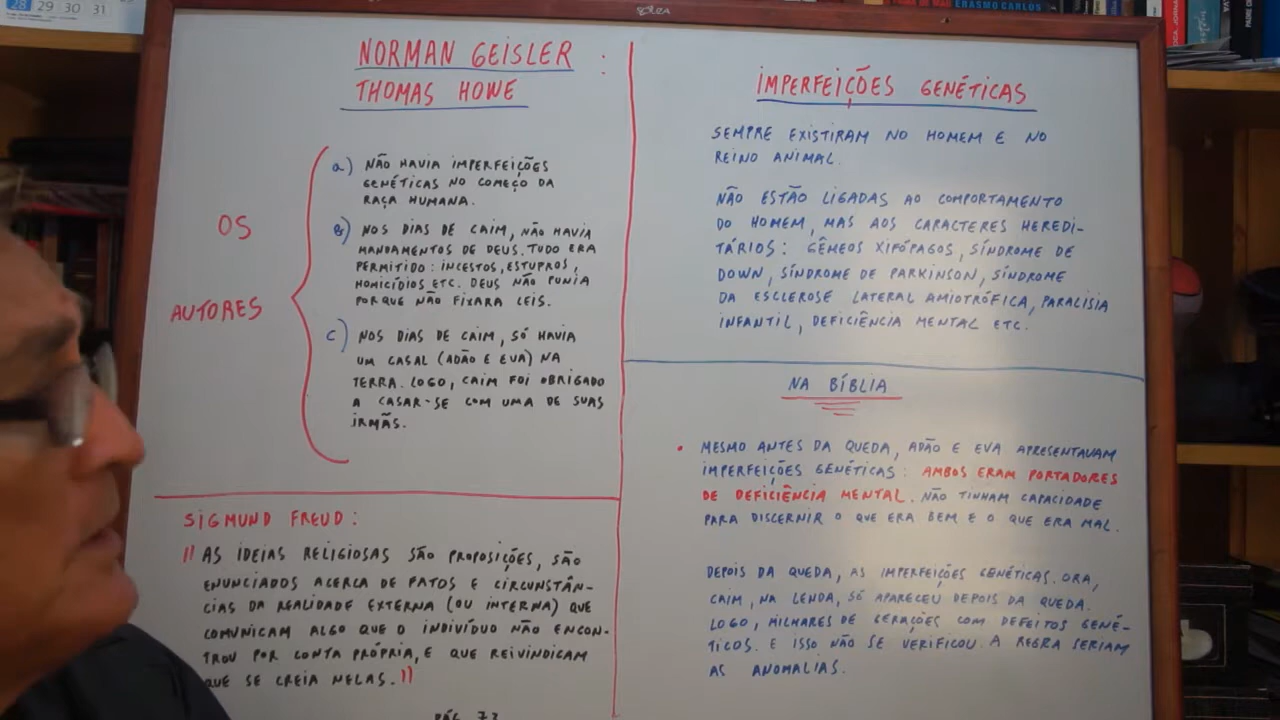 28 29 30 31
ERASMO CARLOS
NORMAN GEISLER :
THOMAS HOWE
OS
AUTORES
a) NÃO HAVIA IMPERFEIÇÕES
GENÉTICAS NO COMEÇO DA
RAÇA HUMANA.
B) NOS DIAS DE CAIM, NÃO HAVIA
MANDAMENTOS DE DEUS. TUDO ERA
PERMITIDO: INCESTOS, ESTUPROS,
HOMICÍDIOS ETC. DEUS NÃO PUNIA
PORQUE NÃO FIXARA LEIS.
C) NOS DIAS DE CAIM, SÓ HAVIA
UM CASAL (ADÃO E EVA) NA
TERRA. LOGO, CAIM FOI OBRIGADO
A CASAR-SE COM UMA DE SUAS
IRMÃS.
SIGMUND FREUD:
"AS IDEIAS RELIGIOSAS SÃO PROPOSIÇÕES, SÃO
ENUNCIADOS ACERCA DE FATOS E CIRCUNSTÂN-
CIAS DA REALIDADE EXTERNA (OU INTERNA) QUE
COMUNICAM ALGO QUE O INDIVÍDUO NÃO ENCON-
TROU POR CONTA PRÓPRIA, E QUE REIVINDICAM
QUE SE CREIA NELAS."
PÁG. 73
IMPERFEIÇÕES GENÉTICAS
SEMPRE EXISTIRAM NO HOMEM E NO
REINO ANIMAL.
NÃO ESTÃO LIGADAS AO COMPORTAMENTO
DO HOMEM, MAS AOS CARACTERES HEREDI-
TÁRIOS: GÊMEOS XIFÓPAGOS, SÍNDROME DE
DOWN, SÍNDROME DE PARKINSON, SÍNDROME
DA ESCLEROSE LATERAL AMIOTRÓFICA, PARALISIA
INFANTIL, DEFICIÊNCIA MENTAL ETC.
NA BÍBLIA
• MESMO ANTES DA QUEDA, ADÃO E EVA APRESENTAVAM
IMPERFEIÇÕES GENÉTICAS: AMBOS ERAM PORTADORES
DE DEFICIÊNCIA MENTAL. NÃO TINHAM CAPACIDADE
PARA DISCERNIR O QUE ERA BEM E O QUE ERA MAL.
DEPOIS DA QUEDA, AS IMPERFEIÇÕES GENÉTICAS. ORA,
CAIM, NA LENDA, SÓ APARECEU DEPOIS DA QUEDA.
LOGO, MILHARES DE GERAÇÕES COM DEFEITOS GENÉ-
TICOS. E ISSO NÃO SE VERIFICOU. A REGRA SERIAM
AS ANOMALIAS.